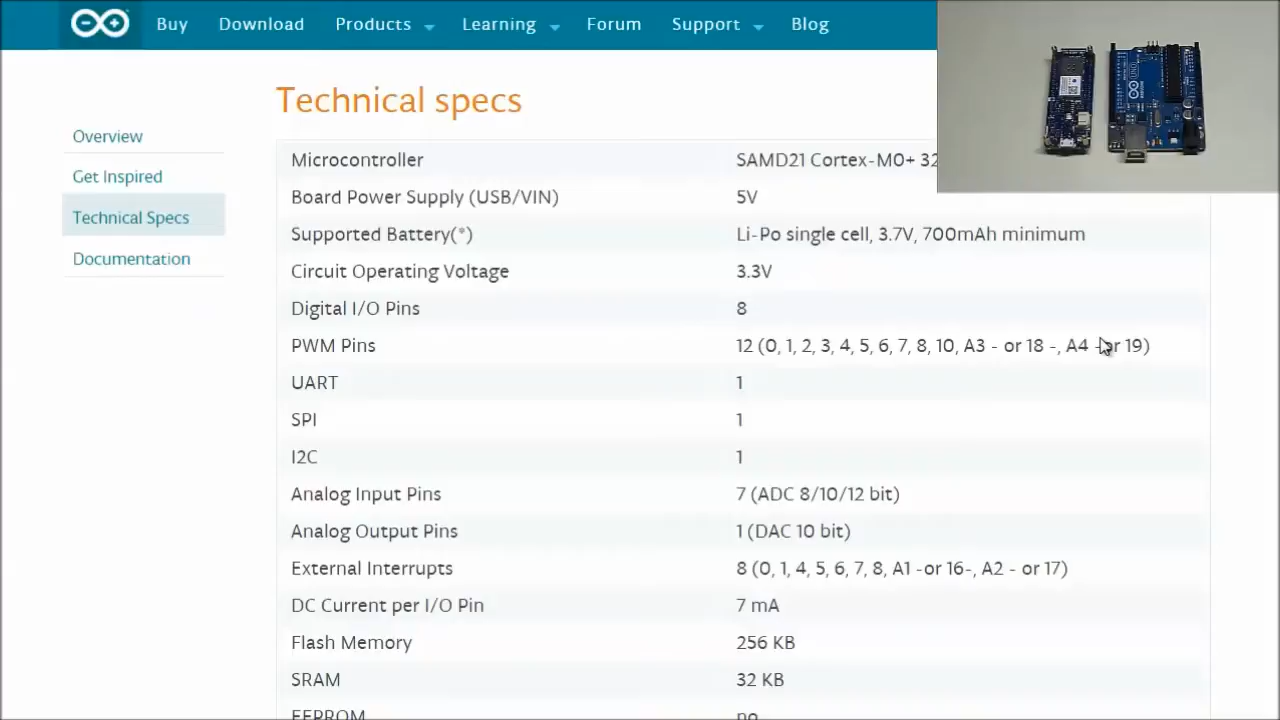 Buy Download Products Learning Forum Support Blog
Technical specs
Overview
Get Inspired
Technical Specs
Documentation
Microcontroller SAMD21 Cortex-M0+ 32
Board Power Supply (USB/VIN) 5V
Supported Battery(*) Li-Po single cell, 3.7V, 700mAh minimum
Circuit Operating Voltage 3.3V
Digital I/O Pins 8
PWM Pins 12 (0, 1, 2, 3, 4, 5, 6, 7, 8, 10, A3 - or 18 -, A4 - or 19)
UART 1
SPI 1
I2C 1
Analog Input Pins 7 (ADC 8/10/12 bit)
Analog Output Pins 1 (DAC 10 bit)
External Interrupts 8 (0, 1, 4, 5, 6, 7, 8, A1 -or 16-, A2 - or 17)
DC Current per I/O Pin 7 mA
Flash Memory 256 KB
SRAM 32 KB
EEPROM no